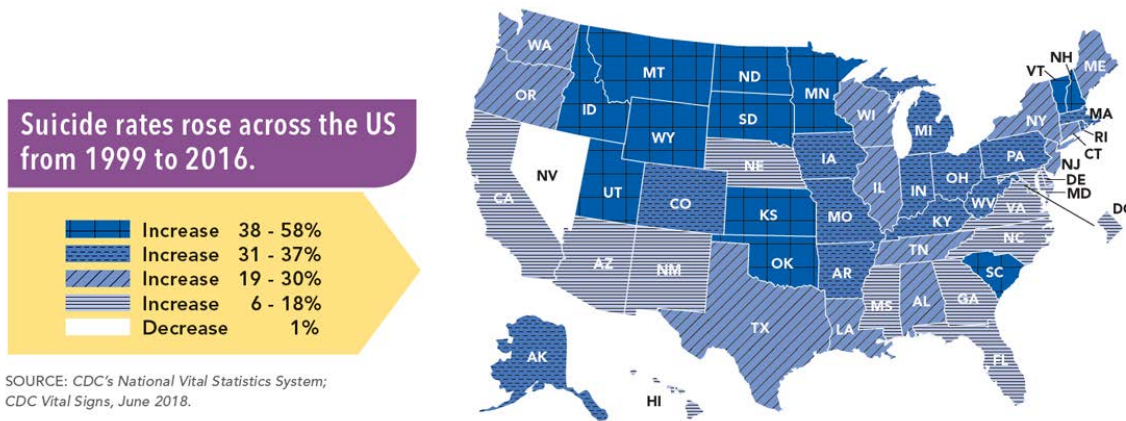 Suicide rates rose across the US
from 1999 to 2016.
Increase 38 - 58%
Increase 31 - 37%
Increase 19 - 30%
Increase 6 - 18%
Decrease 1%
SOURCE: CDC's National Vital Statistics System;
CDC Vital Signs, June 2018.
WA
MT
ND
MN
OR
ID
WY
SD
WI
MI
NY
VT
NH
ME
MA
RI
CT
NV
UT
CO
NE
IA
IL
IN
OH
PA
NJ
DE
MD
DC
CA
KS
MO
KY
WV
VA
AZ
NM
OK
AR
TN
NC
SC
TX
LA
MS
AL
GA
FL
AK
HI